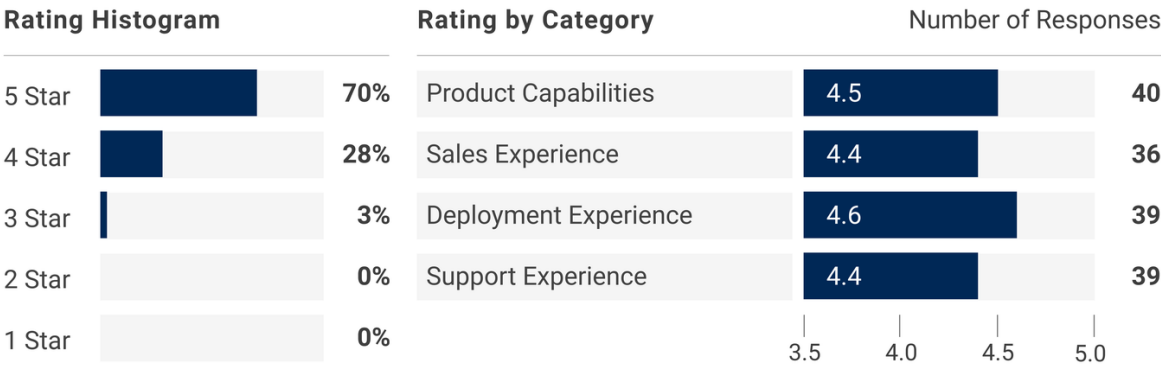 Rating Histogram
5 Star 70%
4 Star 28%
3 Star 3%
2 Star 0%
1 Star 0%
Rating by Category Number of Responses
Product Capabilities 4.5 40
Sales Experience 4.4 36
Deployment Experience 4.6 39
Support Experience 4.4 39
3.5 4.0 4.5 5.0